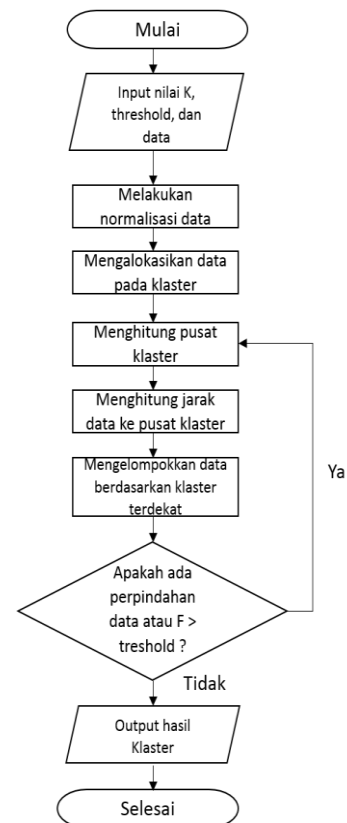 Mulai
Input nilai K,
threshold, dan
data
Melakukan
normalisasi data
Mengalokasikan data
pada klaster
Menghitung pusat
klaster
Menghitung jarak
data ke pusat klaster
Mengelompokkan data
berdasarkan klaster
terdekat
Apakah ada
perpindahan
data atau F >
treshold ?
Ya
Tidak
Output hasil
Klaster
Selesai